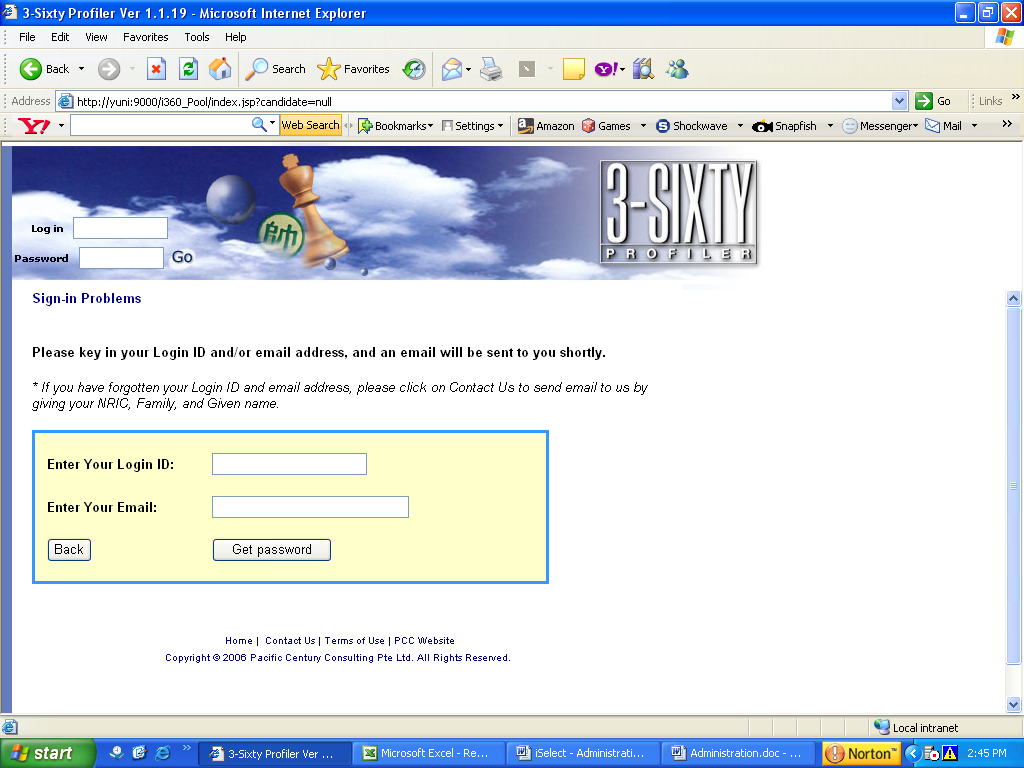 3-Sixty Profiler Ver 1.1.19 - Microsoft Internet Explorer
File Edit View Favorites Tools Help
Back Search Favorites
Address http://yuni:9000/i360_Pool/index.jsp?candidate=null Go Links »
Y! Web Search Bookmarks Settings Amazon Games Shockwave Snapfish Messenger Mail »
帥
3-SIXTY
PROFILER
Log in
Password Go
Sign-in Problems
Please key in your Login ID and/or email address, and an email will be sent to you shortly.
* If you have forgotten your Login ID and email address, please click on Contact Us to send email to us by
giving your NRIC, Family, and Given name.
Enter Your Login ID:
Enter Your Email:
Back Get password
Home | Contact Us | Terms of Use | PCC Website
Copyright © 2006 Pacific Century Consulting Pte Ltd. All Rights Reserved.
Local intranet
start » 3-Sixty Profiler Ver ... Microsoft Excel - Re... iSelect - Administrati... Administration.doc - ... Norton™ 2:45 PM